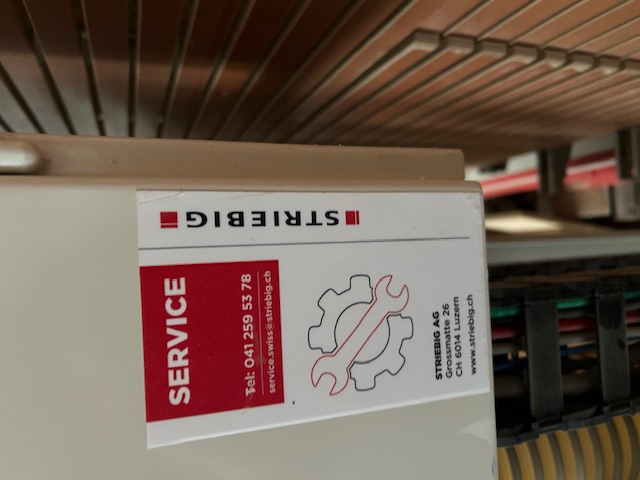 STRIEBIG
SERVICE
Tel: 041 259 53 78
service.swiss@striebig.ch
STRIEBIG AG
Grossmatte 26
CH 6014 Luzern
www.striebig.ch